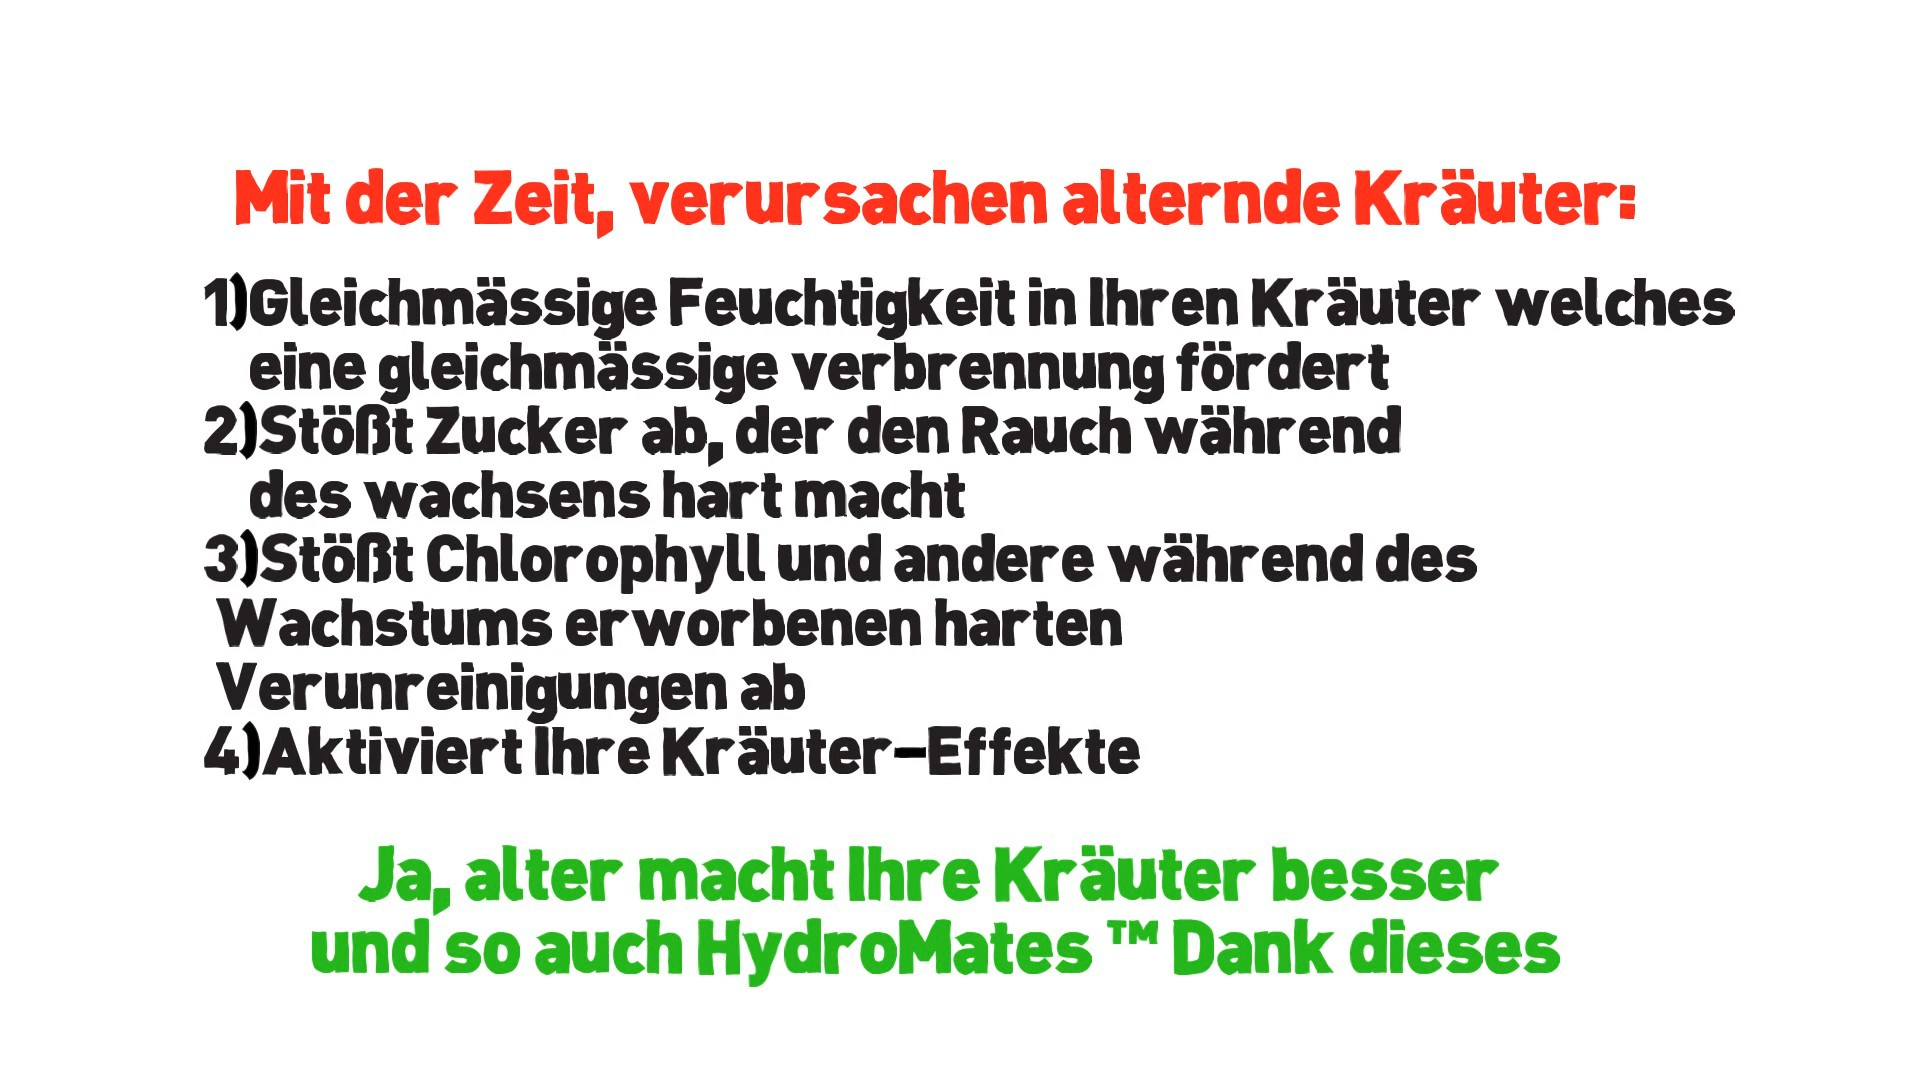 Mit der Zeit, verursachen alternde Kräuter:
1)Gleichmässige Feuchtigkeit in Ihren Kräuter welches
eine gleichmässige verbrennung fördert
2)Stößt Zucker ab, der den Rauch während
des wachsens hart macht
3)Stößt Chlorophyll und andere während des
Wachstums erworbenen harten
Verunreinigungen ab
4)Aktiviert Ihre Kräuter-Effekte
Ja, alter macht Ihre Kräuter besser
und so auch HydroMates ™ Dank dieses